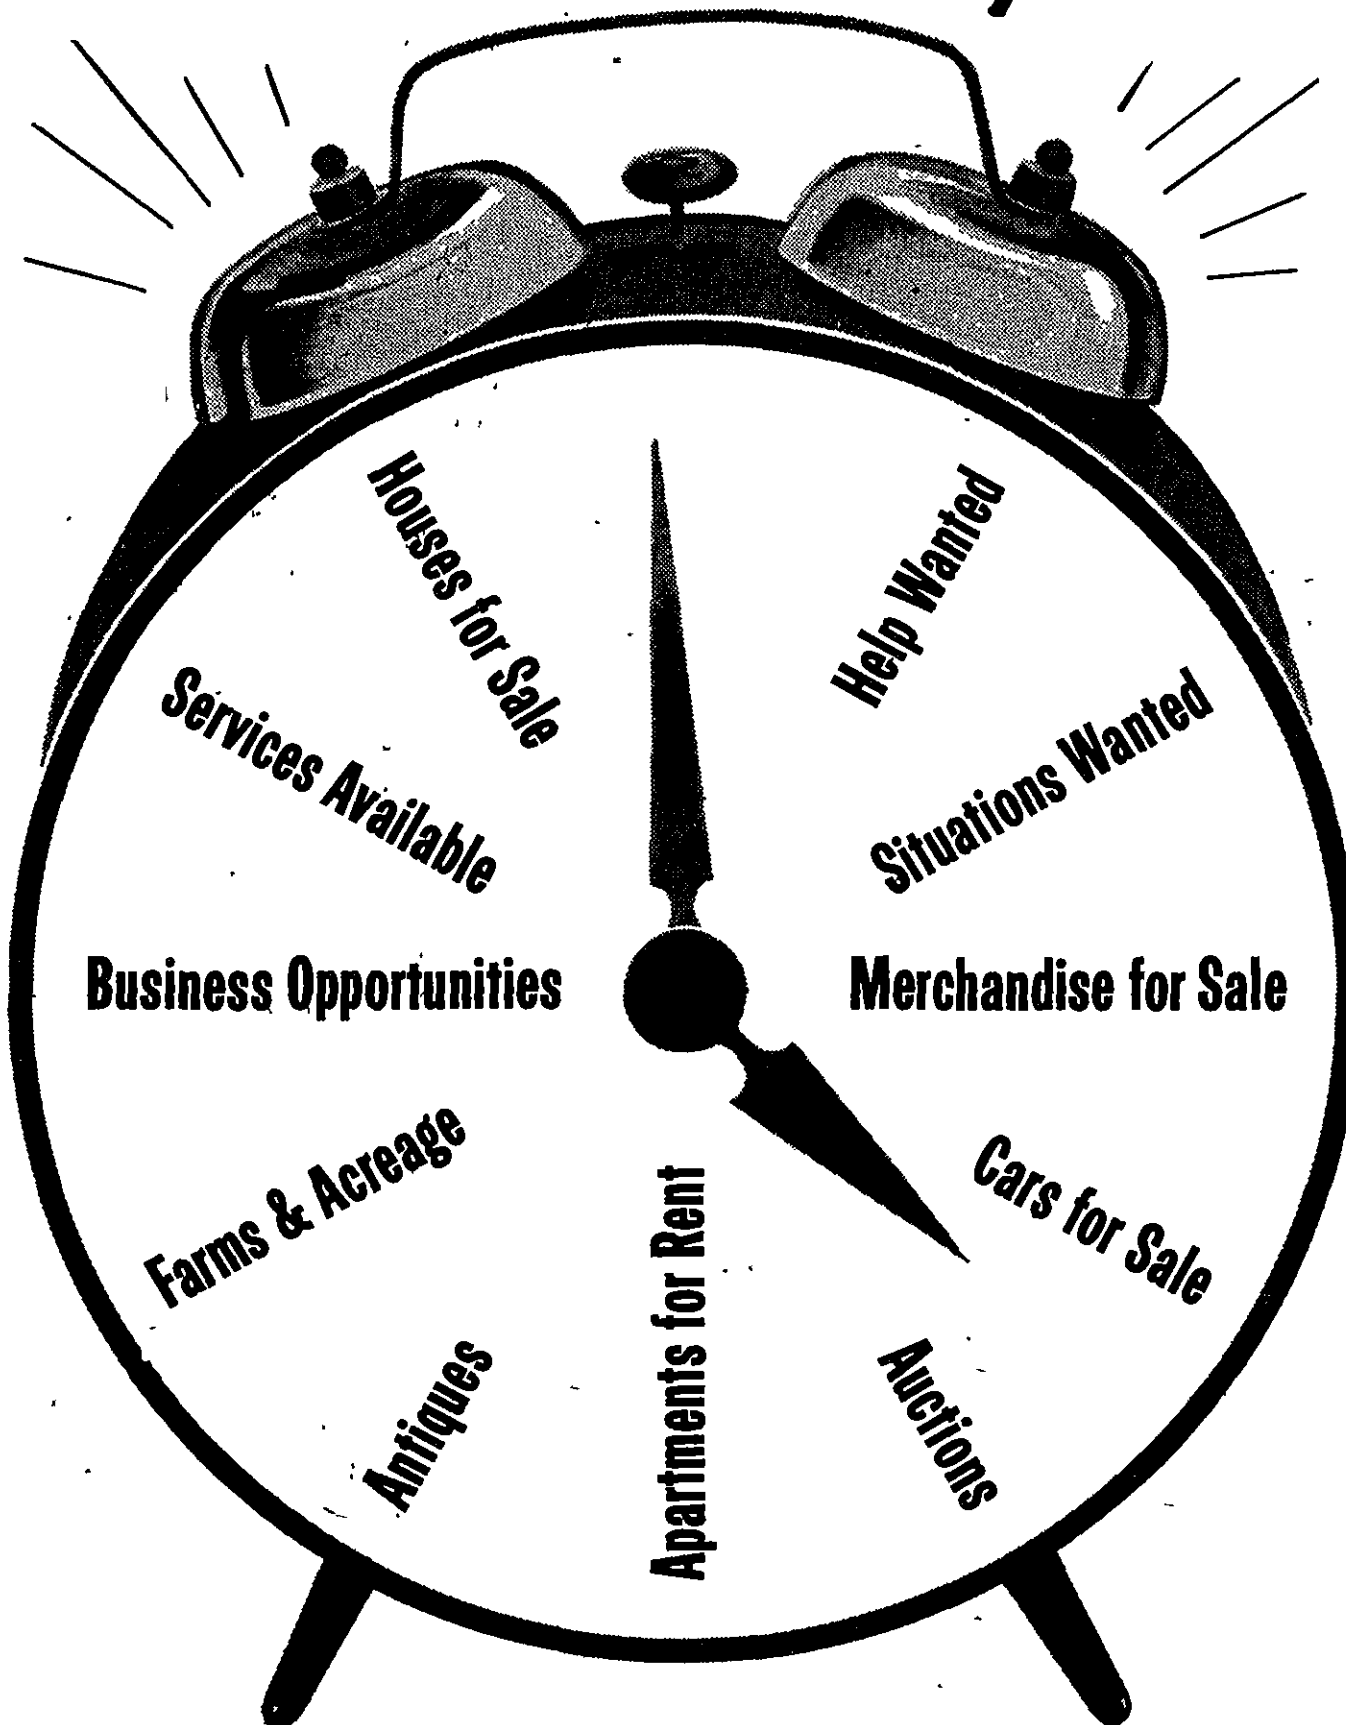 Houses for Sale
Help Wanted
Services Available
Situations Wanted
Business Opportunities
Merchandise for Sale
Farms & Acreage
Cars for Sale
Antiques
Apartments for Rent
Auctions